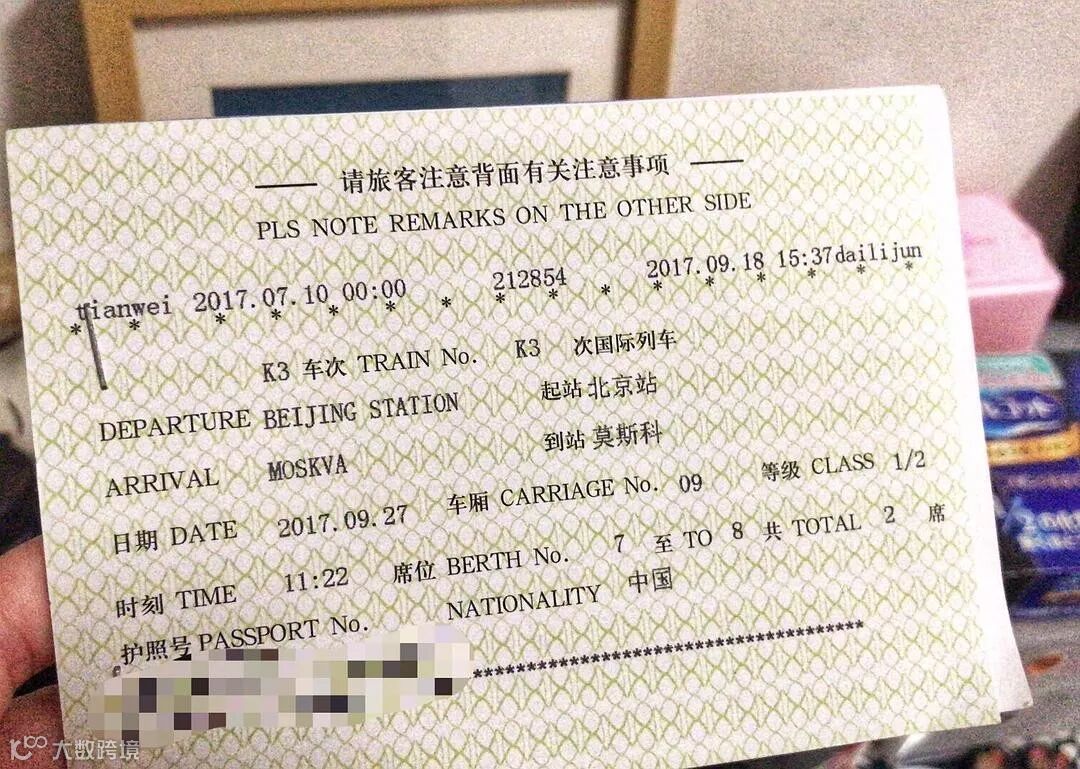 —— 请旅客注意背面有关注意事项 ——
PLS NOTE REMARKS ON THE OTHER SIDE
tianwei 2017.07.10 00:00 212854 2017.09.18 15:37dailijun
* * * * * * * * * * * * * * *
K3 车次 TRAIN No. K3 次国际列车
DEPARTURE BEIJING STATION 起站 北京站
ARRIVAL MOSKVA 到站 莫斯科
日期 DATE 2017.09.27 车厢 CARRIAGE No. 09 等级 CLASS 1/2
时刻 TIME 11:22 席位 BERTH No. 7 至 TO 8 共 TOTAL 2 席
护照号 PASSPORT No. NATIONALITY 中国
大数跨境